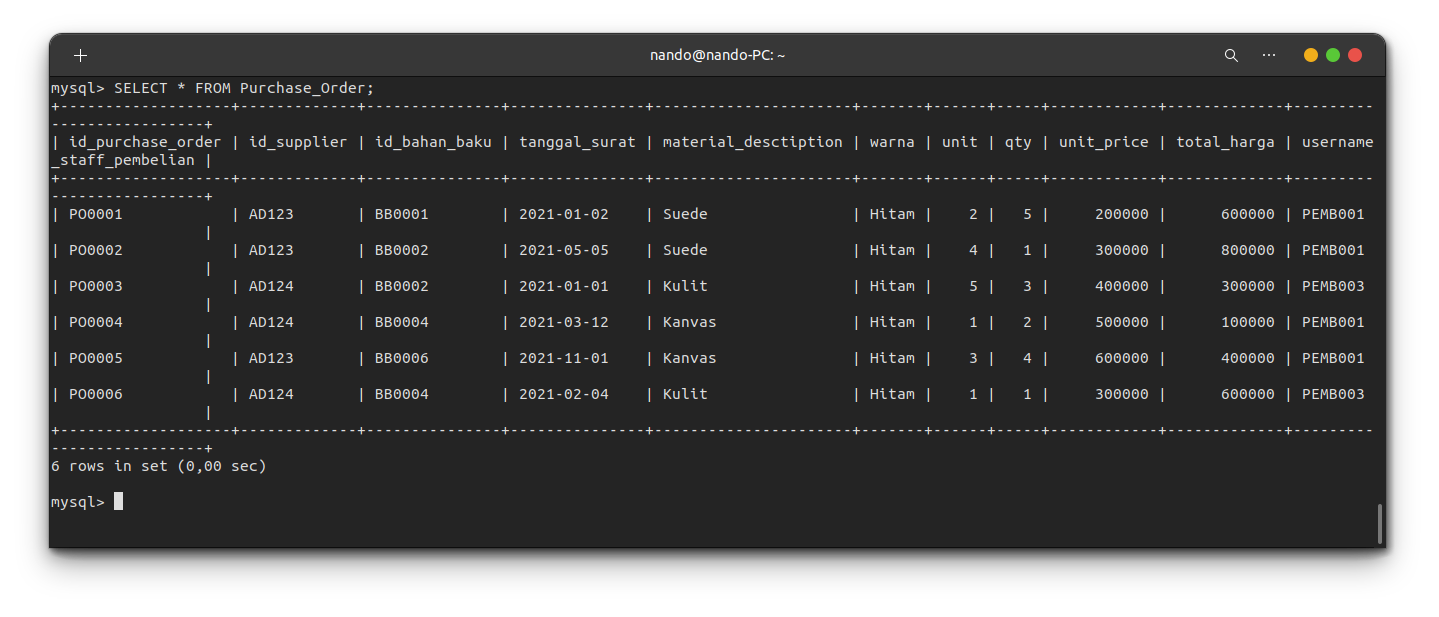 nando@nando-PC: ~
mysql> SELECT * FROM Purchase_Order;
+-------------------+-------------+---------------+---------------+----------------------+-------+------+-----+------------+-------------+---------
-----------------+
| id_purchase_order | id_supplier | id_bahan_baku | tanggal_surat | material_desctiption | warna | unit | qty | unit_price | total_harga | username
_staff_pembelian |
+-------------------+-------------+---------------+---------------+----------------------+-------+------+-----+------------+-------------+---------
-----------------+
| PO0001            | AD123       | BB0001        | 2021-01-02    | Suede                | Hitam |    2 |   5 |     200000 |      600000 | PEMB001
                 |
| PO0002            | AD123       | BB0002        | 2021-05-05    | Suede                | Hitam |    4 |   1 |     300000 |      800000 | PEMB001
                 |
| PO0003            | AD124       | BB0002        | 2021-01-01    | Kulit                | Hitam |    5 |   3 |     400000 |      300000 | PEMB003
                 |
| PO0004            | AD124       | BB0004        | 2021-03-12    | Kanvas               | Hitam |    1 |   2 |     500000 |      100000 | PEMB001
                 |
| PO0005            | AD123       | BB0006        | 2021-11-01    | Kanvas               | Hitam |    3 |   4 |     600000 |      400000 | PEMB001
                 |
| PO0006            | AD124       | BB0004        | 2021-02-04    | Kulit                | Hitam |    1 |   1 |     300000 |      600000 | PEMB003
                 |
+-------------------+-------------+---------------+---------------+----------------------+-------+------+-----+------------+-------------+---------
-----------------+
6 rows in set (0,00 sec)
mysql>